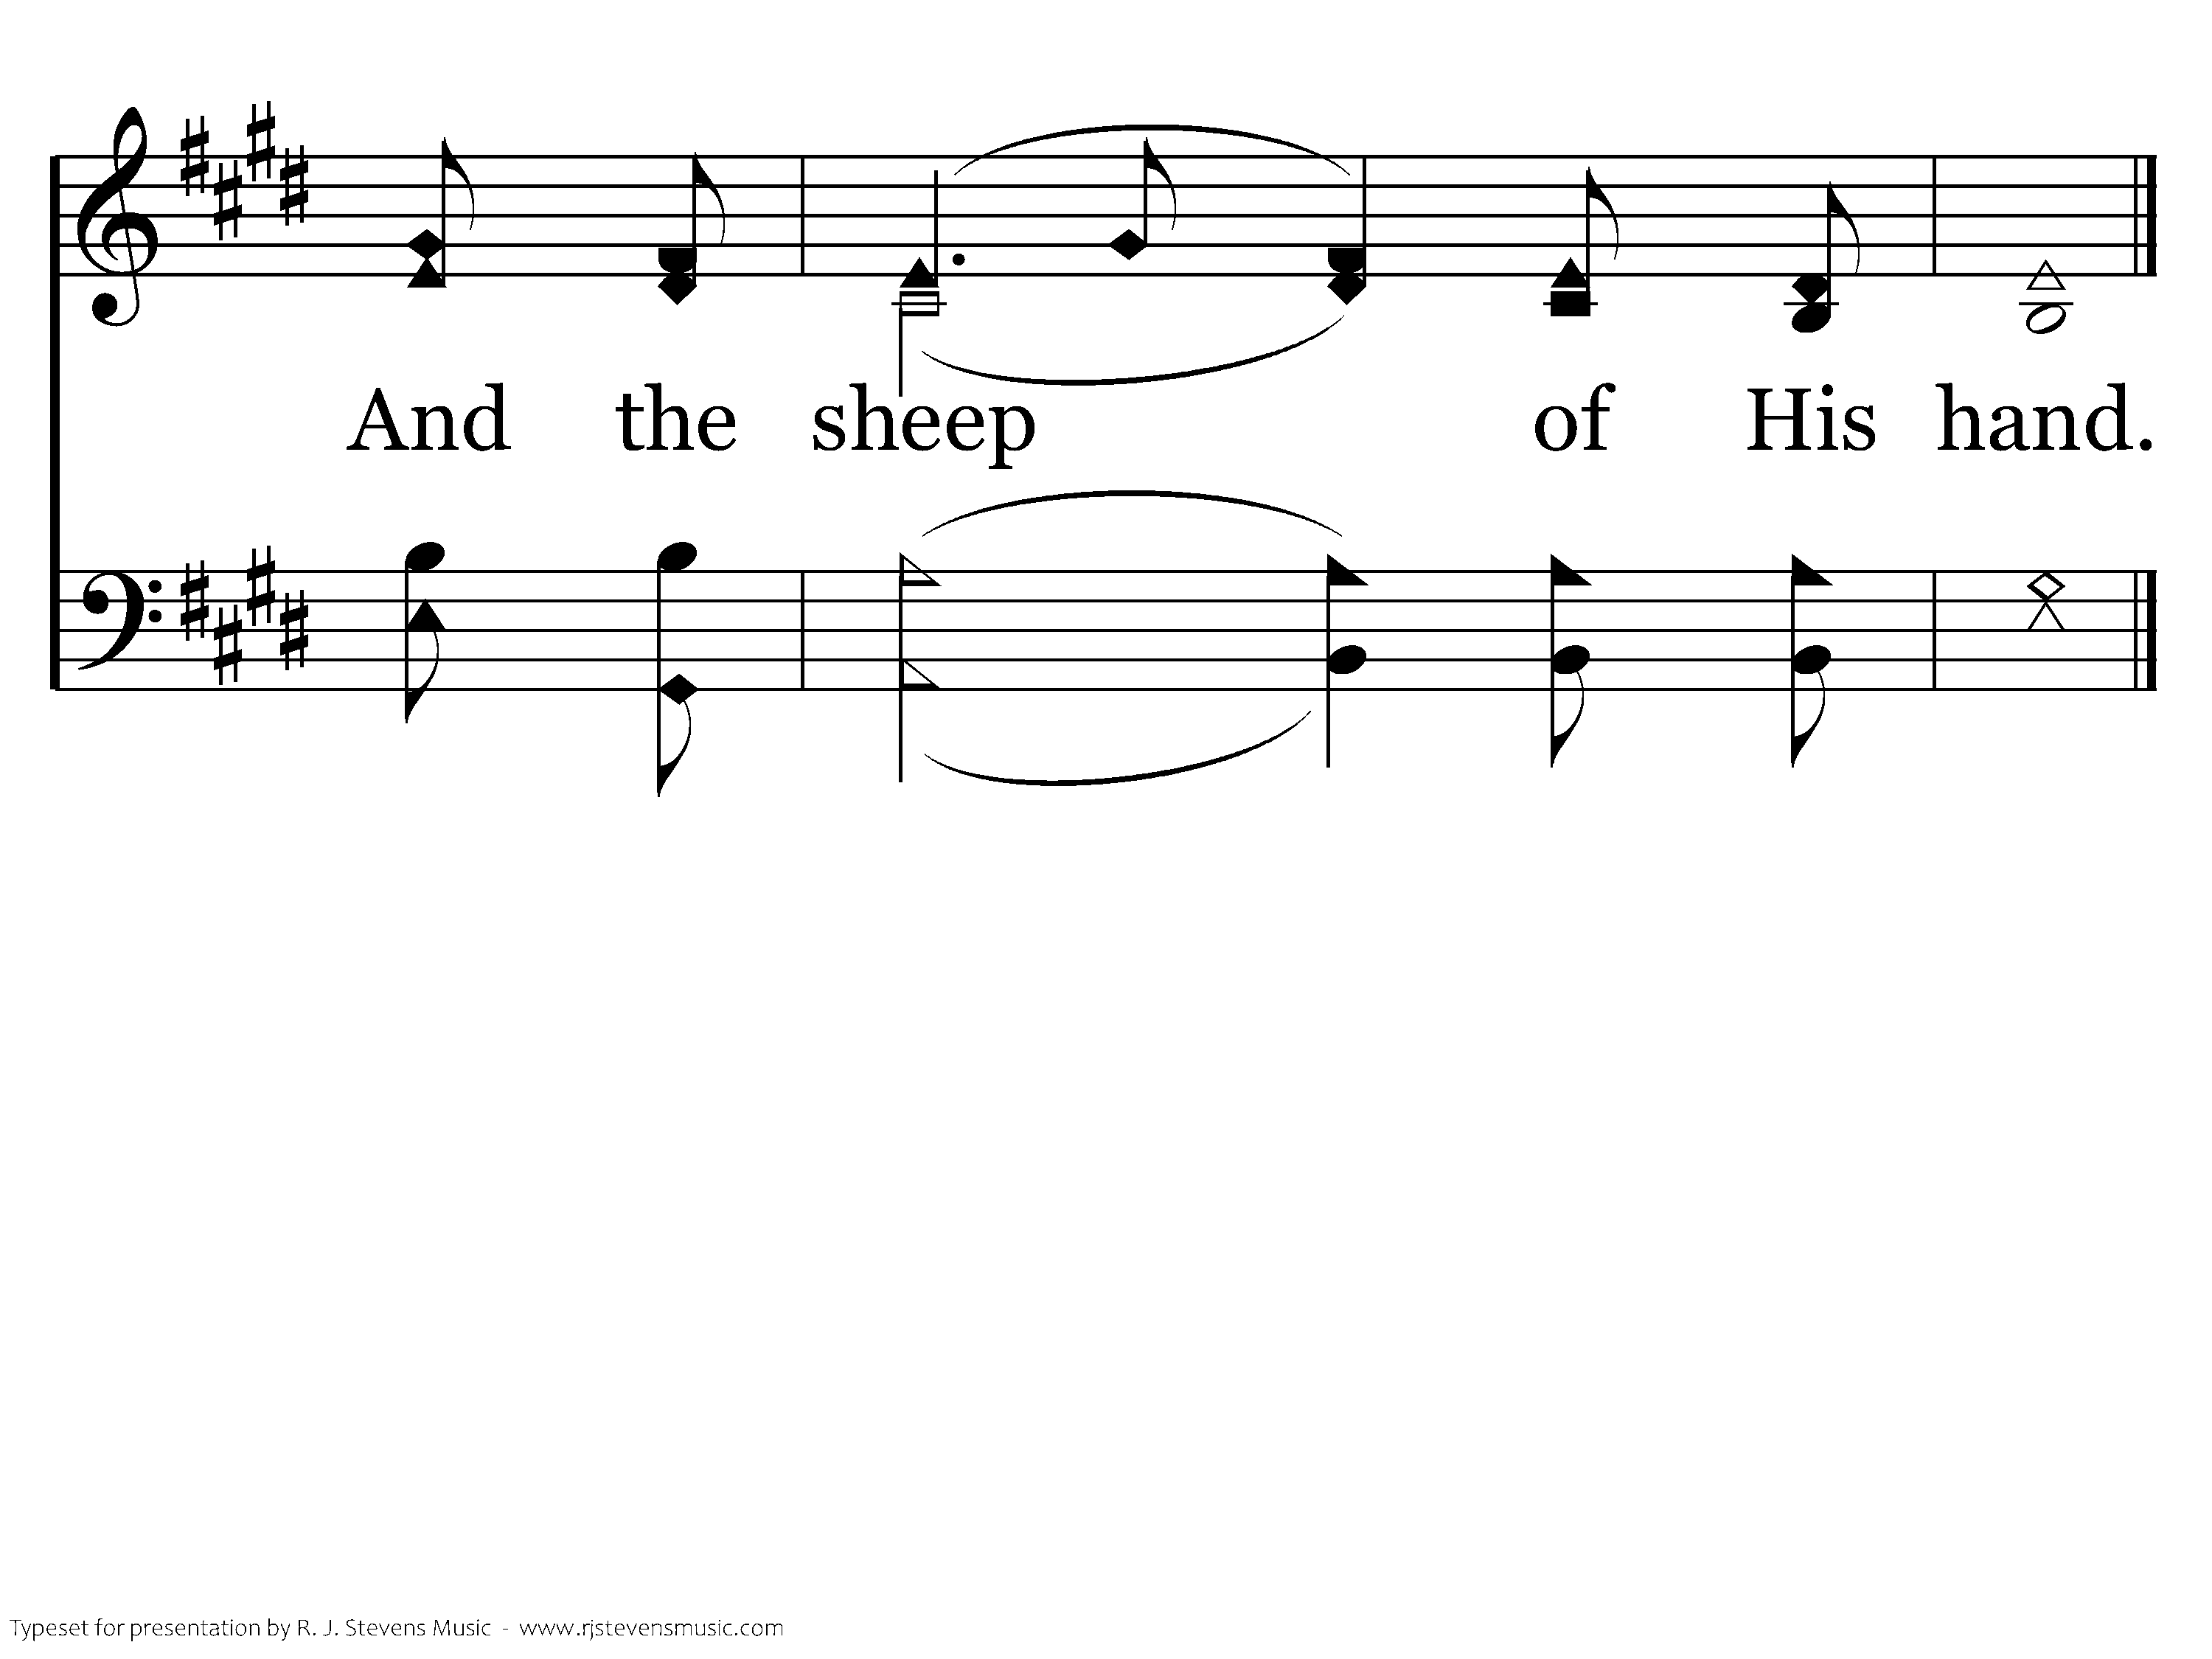 And the sheep of His hand.
Typeset for presentation by R. J. Stevens Music - www.rjstevensmusic.com